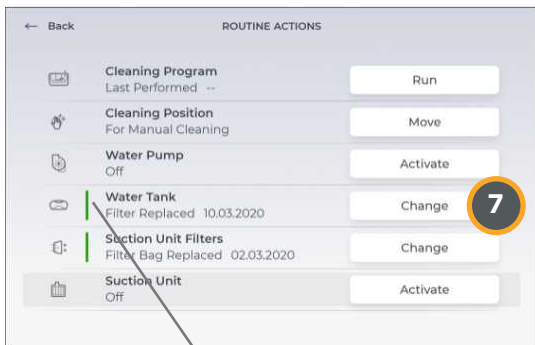 ← Back ROUTINE ACTIONS
Cleaning Program
Last Performed --
Run
Cleaning Position
For Manual Cleaning
Move
Water Pump
Off
Activate
Water Tank
Filter Replaced 10.03.2020
Change
7
Suction Unit Filters
Filter Bag Replaced 02.03.2020
Change
Suction Unit
Off
Activate